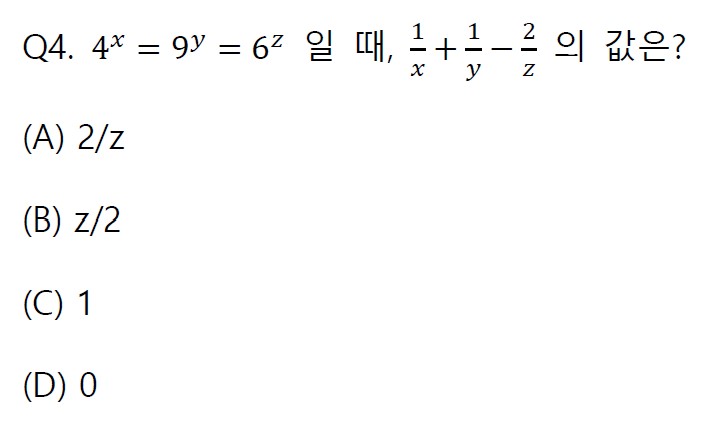 Q4. 4^x = 9^y = 6^z 일 때, 1/x + 1/y − 2/z 의 값은?
(A) 2/z
(B) z/2
(C) 1
(D) 0